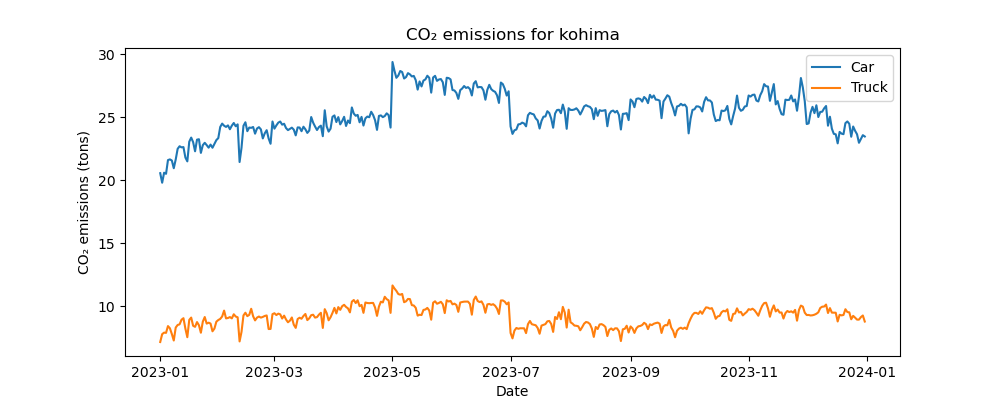 CO₂ emissions for kohima
Car
Truck
CO₂ emissions (tons)
30
25
20
15
10
2023-01
2023-03
2023-05
2023-07
2023-09
2023-11
2024-01
Date